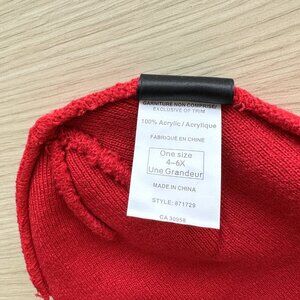 GARNITURE NON COMPRISE/
EXCLUSIVE OF TRIM
100% Acrylic / Acrylique
FABRIQUE EN CHINE
One size
4-6X
Une Grandeur
MADE IN CHINA
STYLE: 871729
CA 30958